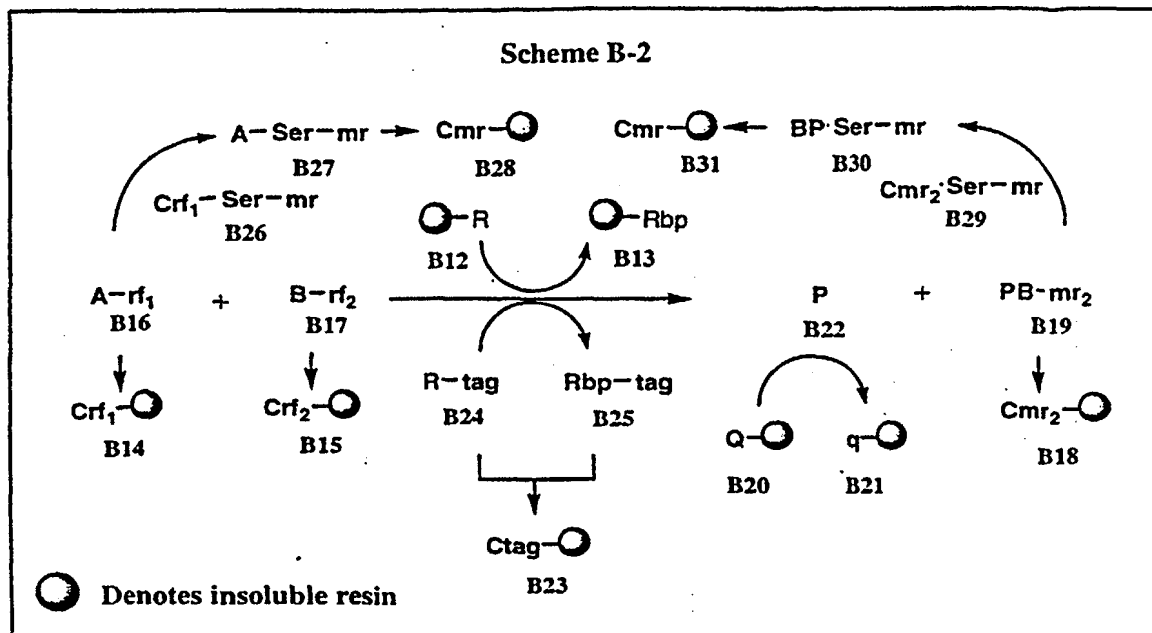 Scheme B-2
A–Ser–mr → Cmr–
B27 B28
Cmr– ← BP·Ser–mr
B31 B30
Crf₁–Ser–mr
B26
Cmr₂·Ser–mr
B29
R Rbp
B12 B13
A–rf₁ + B–rf₂ → P + PB–mr₂
B16 B17 B22 B19
R–tag Rbp–tag
B24 B25
Crf₁– Crf₂–
B14 B15
Q– q–
B20 B21
Cmr₂–
B18
Ctag–
B23
Denotes insoluble resin